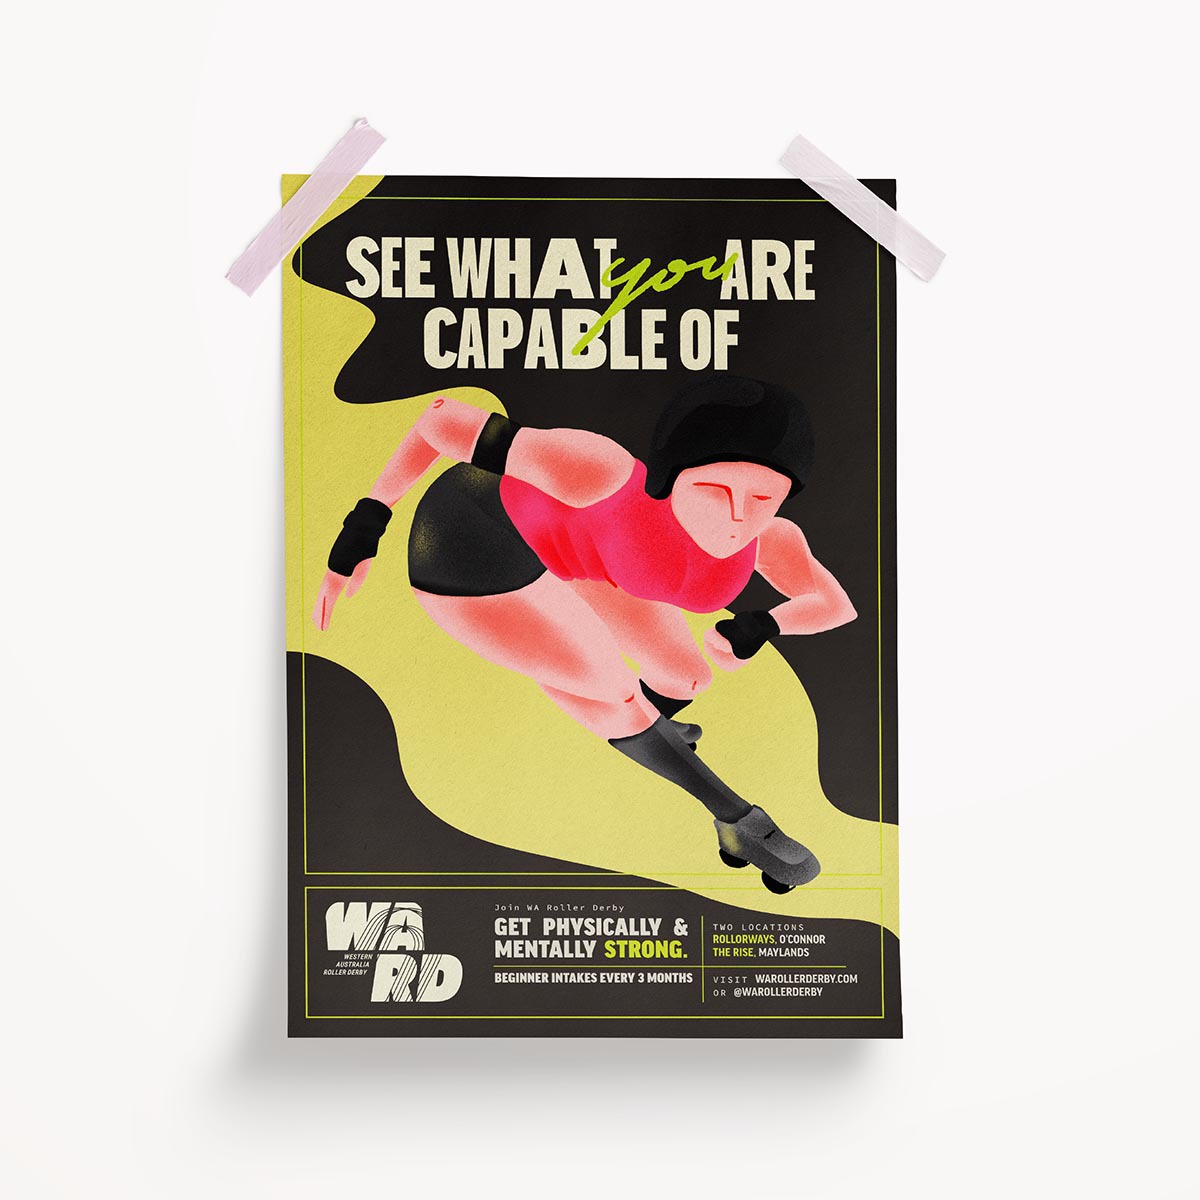 SEE WHAT you ARE
CAPABLE OF
WA
WESTERN
AUSTRALIA
ROLLER DERBY
RD
Join WA Roller Derby
GET PHYSICALLY &
MENTALLY STRONG.
BEGINNER INTAKES EVERY 3 MONTHS
TWO LOCATIONS
ROLLORWAYS, O'CONNOR
THE RISE, MAYLANDS
VISIT WAROLLERDERBY.COM
OR @WAROLLERDERBY